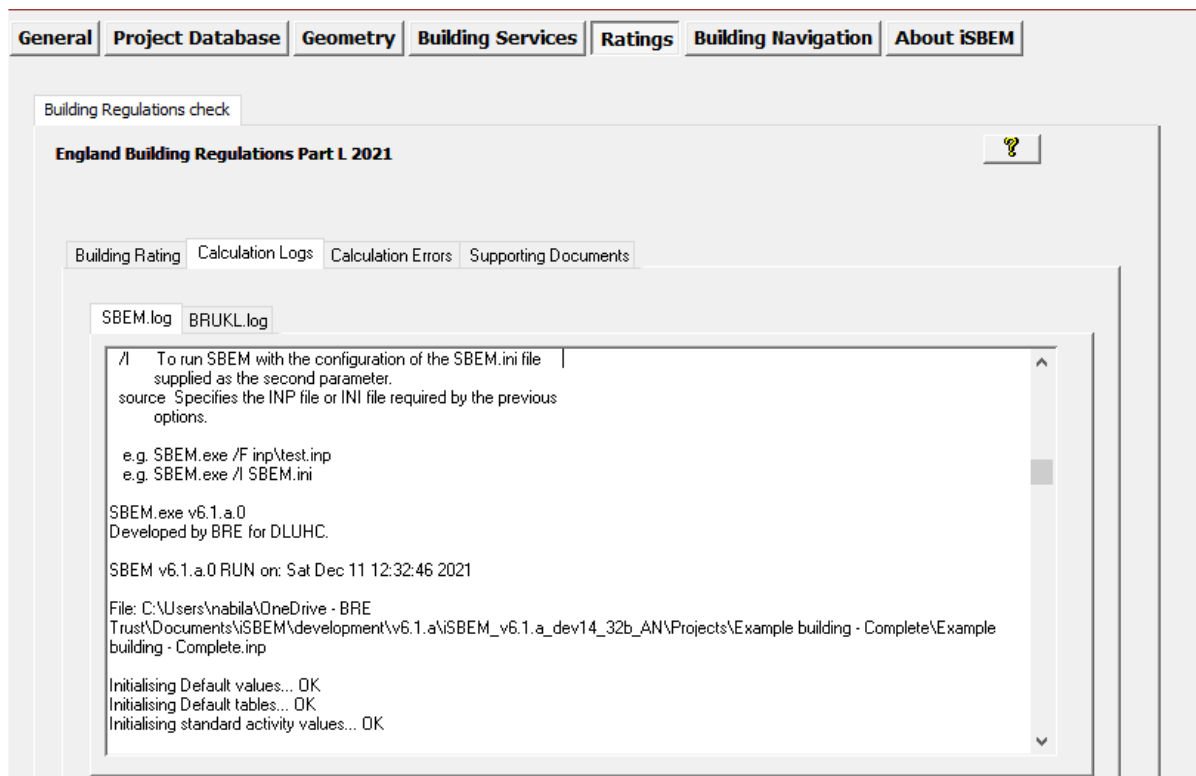 General Project Database Geometry Building Services Ratings Building Navigation About iSBEM
Building Regulations check
England Building Regulations Part L 2021
?
Building Rating Calculation Logs Calculation Errors Supporting Documents
SBEM.log BRUKL.log
/I To run SBEM with the configuration of the SBEM.ini file
supplied as the second parameter.
source Specifies the INP file or INI file required by the previous
options.
e.g. SBEM.exe /F inp\test.inp
e.g. SBEM.exe /I SBEM.ini
SBEM.exe v6.1.a.0
Developed by BRE for DLUHC.
SBEM v6.1.a.0 RUN on: Sat Dec 11 12:32:46 2021
File: C:\Users\nabila\OneDrive - BRE
Trust\Documents\iSBEM\development\v6.1.a\iSBEM_v6.1.a_dev14_32b_AN\Projects\Example building - Complete\Example
building - Complete.inp
Initialising Default values... OK
Initialising Default tables... OK
Initialising standard activity values... OK